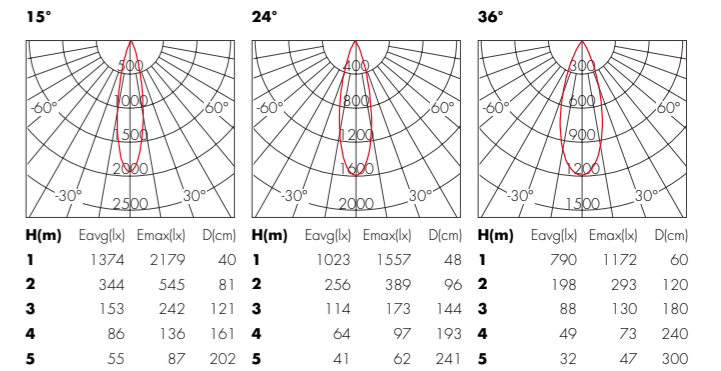 15° 24° 36°
500 400 300
-60° 1000 60° -60° 800 60° -60° 600 60°
1500 1200 900
2000 1600 1200
-30° 30° -30° 30° -30° 30°
2500 2000 1500
H(m) Eavg(lx) Emax(lx) D(cm) H(m) Eavg(lx) Emax(lx) D(cm) H(m) Eavg(lx) Emax(lx) D(cm)
1 1374 2179 40 1 1023 1557 48 1 790 1172 60
2 344 545 81 2 256 389 96 2 198 293 120
3 153 242 121 3 114 173 144 3 88 130 180
4 86 136 161 4 64 97 193 4 49 73 240
5 55 87 202 5 41 62 241 5 32 47 300